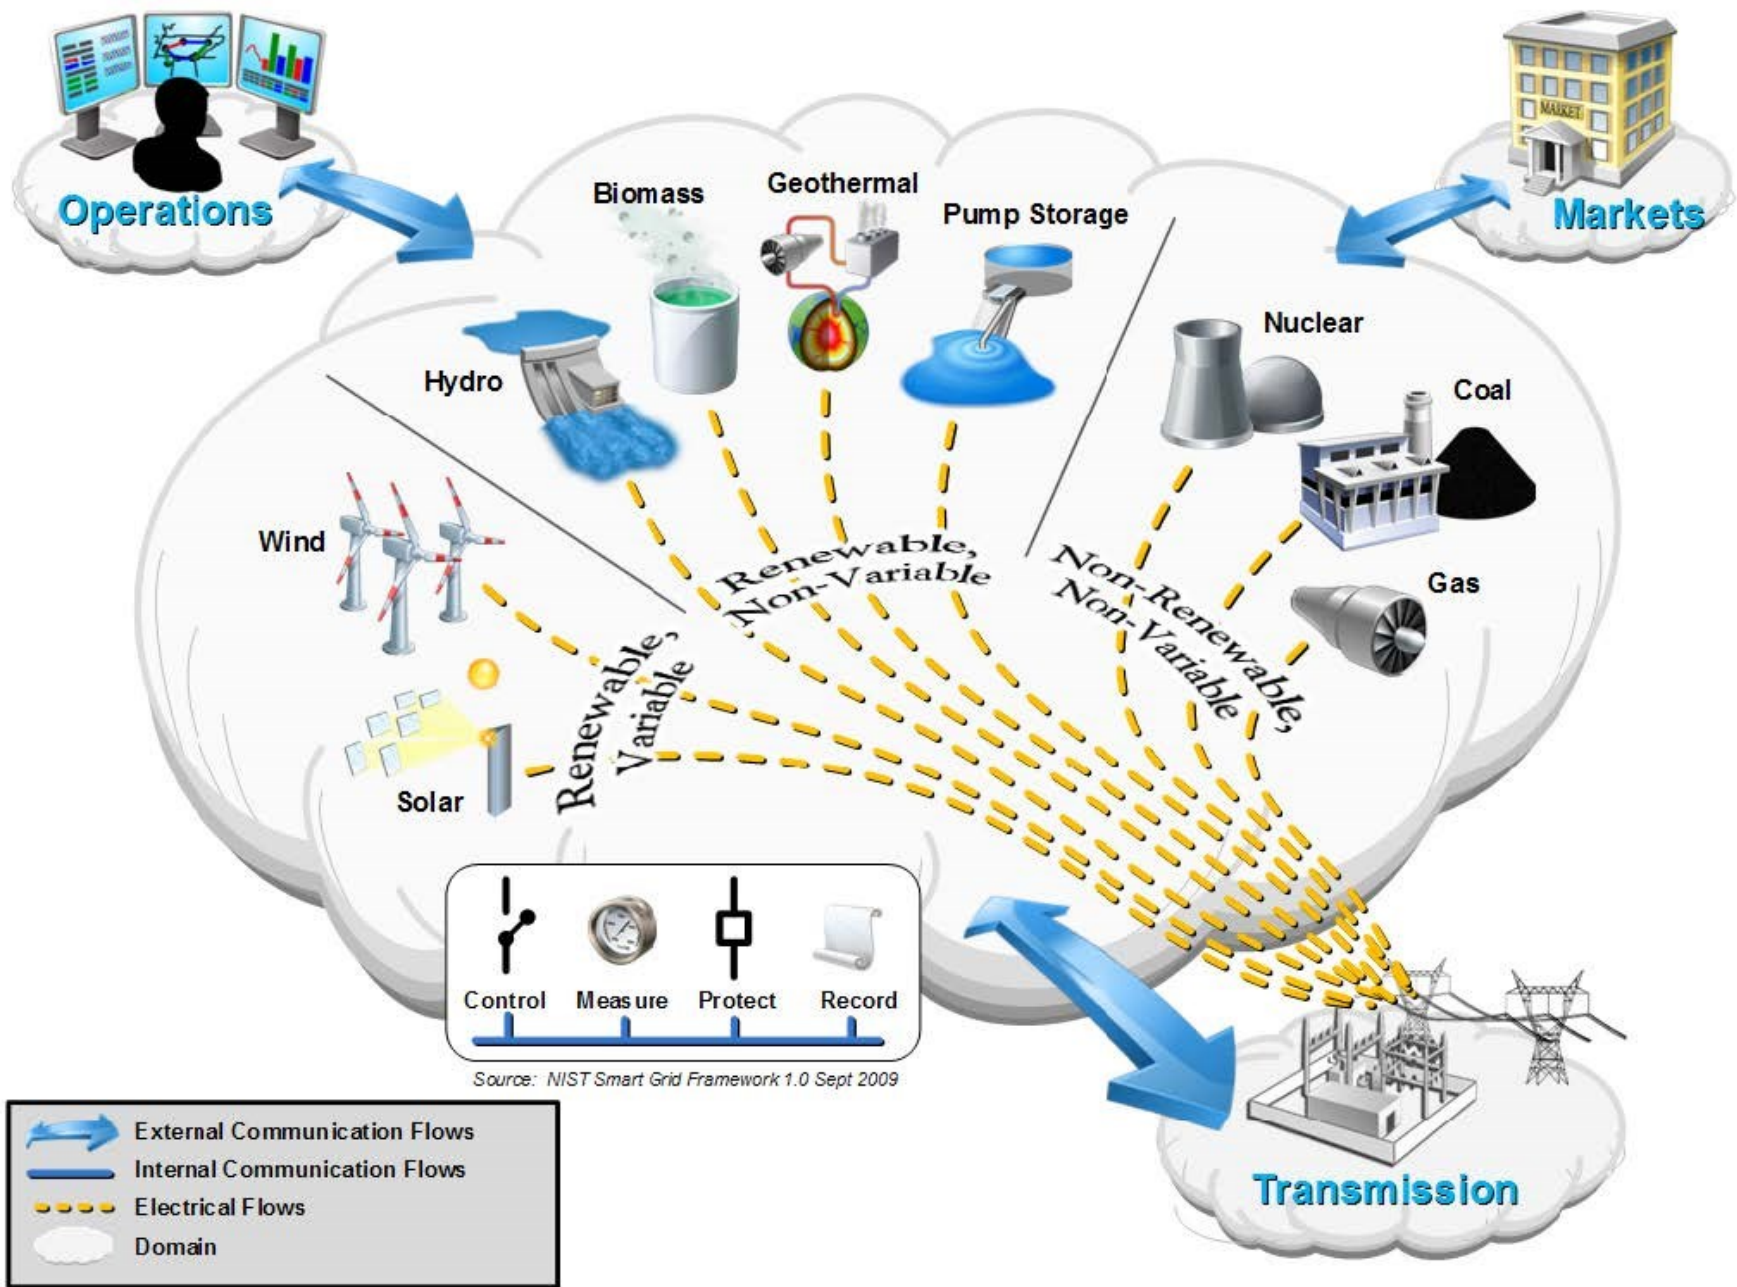 Operations
MARKET
Markets
Biomass
Geothermal
Pump Storage
Hydro
Nuclear
Coal
Wind
Gas
Solar
Renewable,
Variable
Renewable,
Non-Variable
Non-Renewable,
Non-Variable
Control Measure Protect Record
Source: NIST Smart Grid Framework 1.0 Sept 2009
External Communication Flows
Internal Communication Flows
Electrical Flows
Domain
Transmission